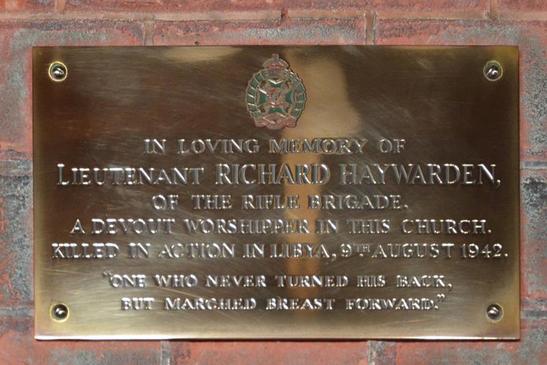 IN LOVING MEMORY OF
LIEUTENANT RICHARD HAYWARDEN,
OF THE RIFLE BRIGADE.
A DEVOUT WORSHIPPER IN THIS CHURCH.
KILLED IN ACTION IN LIBYA, 9TH AUGUST 1942.
"ONE WHO NEVER TURNED HIS BACK,
BUT MARCHED BREAST FORWARD."